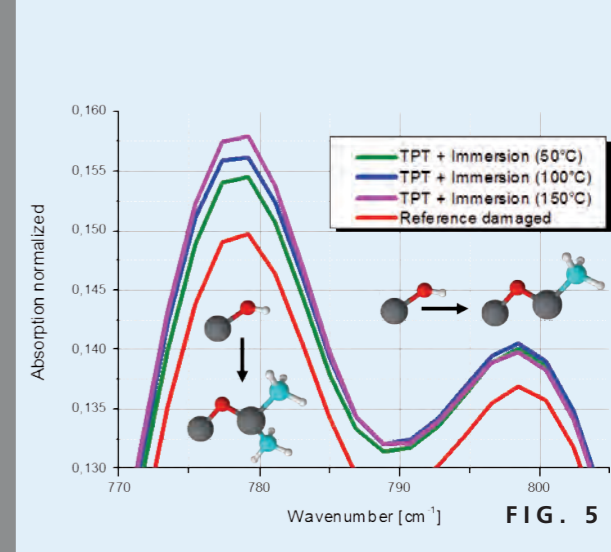 0,160
0,155
0,150
0,145
0,140
0,135
0,130
Absorption normalized
TPT + Immersion (50°C)
TPT + Immersion (100°C)
TPT + Immersion (150°C)
Reference damaged
770
780
790
800
Wavenumber [cm⁻¹]
FIG. 5